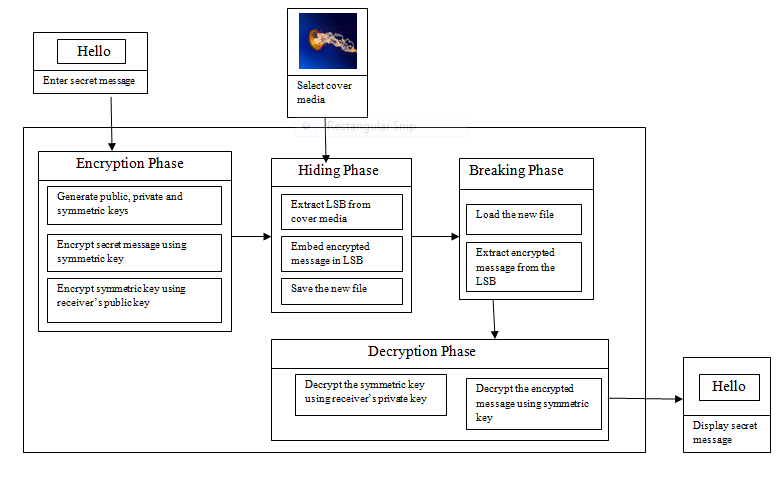 Hello
Enter secret message
Select cover
media
Rectangular Snip
Encryption Phase
Generate public, private and
symmetric keys
Encrypt secret message using
symmetric key
Encrypt symmetric key using
receiver’s public key
Hiding Phase
Extract LSB from
cover media
Embed encrypted
message in LSB
Save the new file
Breaking Phase
Load the new file
Extract encrypted
message from the
LSB
Decryption Phase
Decrypt the symmetric key
using receiver’s private key
Decrypt the encrypted
message using symmetric
key
Hello
Display secret
message